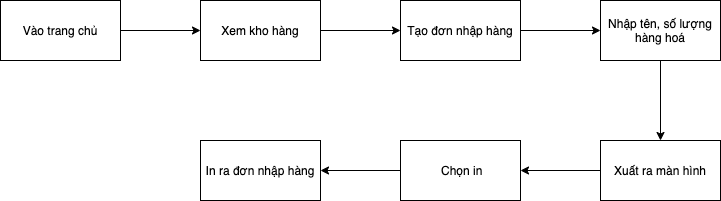 Vào trang chủ
Xem kho hàng
Tạo đơn nhập hàng
Nhập tên, số lượng
hàng hoá
Xuất ra màn hình
Chọn in
In ra đơn nhập hàng